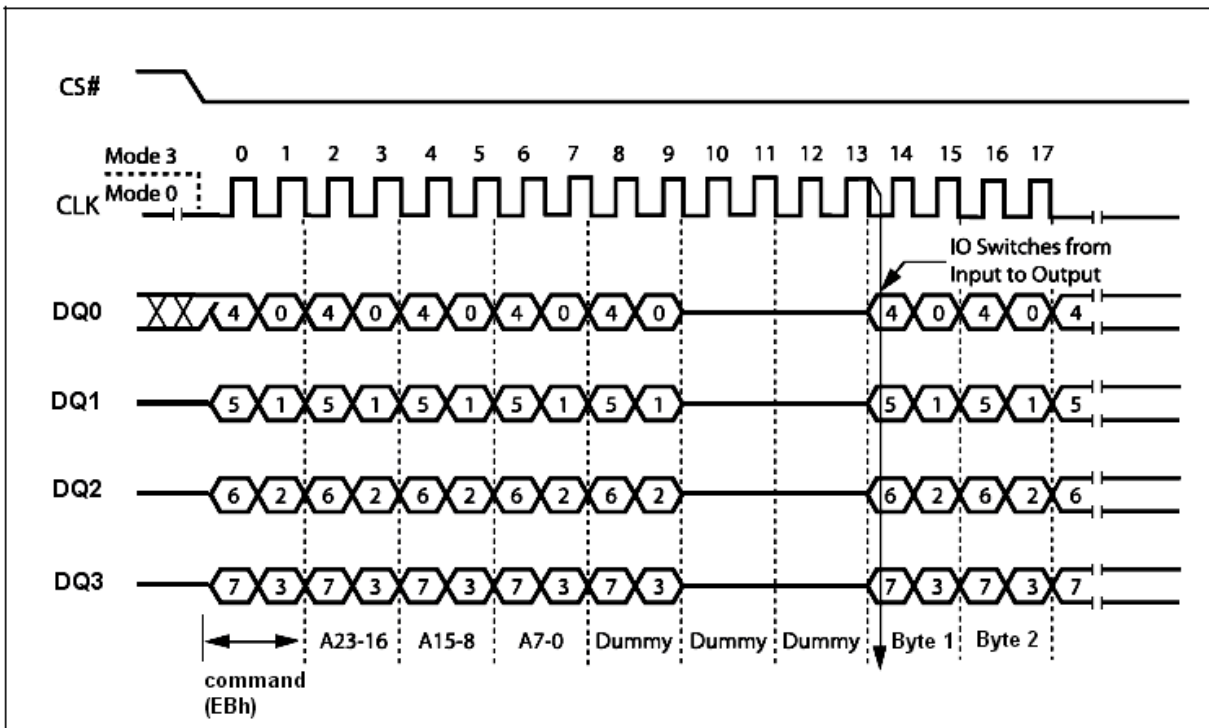 CS#
Mode 3
0 1 2 3 4 5 6 7 8 9 10 11 12 13 14 15 16 17
Mode 0
CLK
IO Switches from
Input to Output
DQ0
4 0 4 0 4 0 4 0 4 0 4 0 4 0 4
DQ1
5 1 5 1 5 1 5 1 5 1 5 1 5 1 5
DQ2
6 2 6 2 6 2 6 2 6 2 6 2 6 2 6
DQ3
7 3 7 3 7 3 7 3 7 3 7 3 7 3 7
A23-16 A15-8 A7-0 Dummy Dummy Dummy Byte 1 Byte 2
command
(EBh)